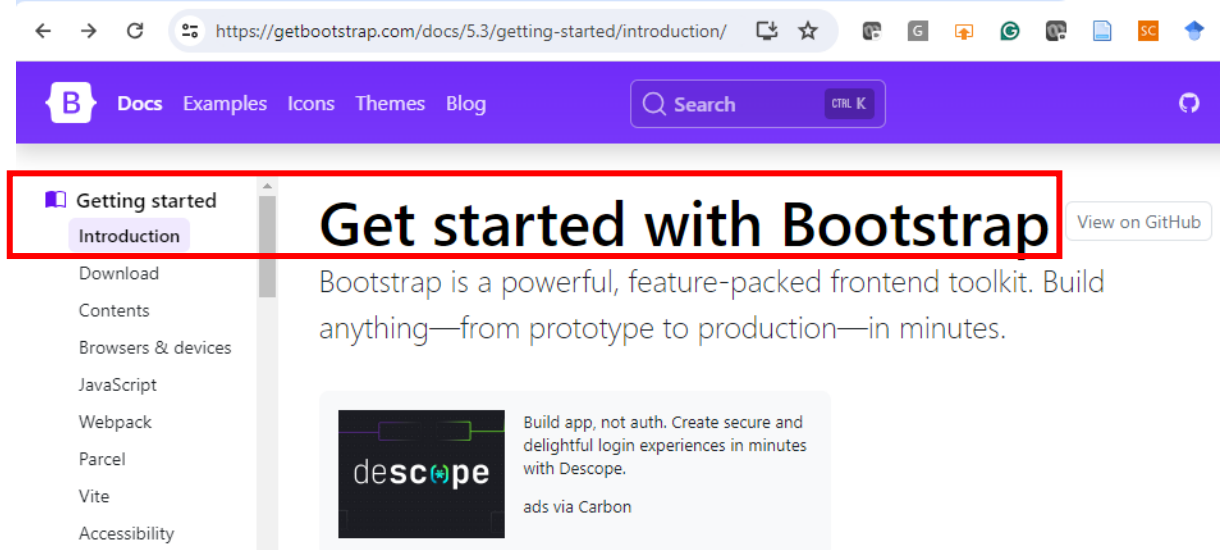 https://getbootstrap.com/docs/5.3/getting-started/introduction/
G
SC
B
Docs Examples Icons Themes Blog
Search
CTRL K
Getting started
Introduction
Download
Contents
Browsers & devices
JavaScript
Webpack
Parcel
Vite
Accessibility
Get started with Bootstrap
View on GitHub
Bootstrap is a powerful, feature-packed frontend toolkit. Build
anything—from prototype to production—in minutes.
desc(*)pe
Build app, not auth. Create secure and
delightful login experiences in minutes
with Descope.
ads via Carbon